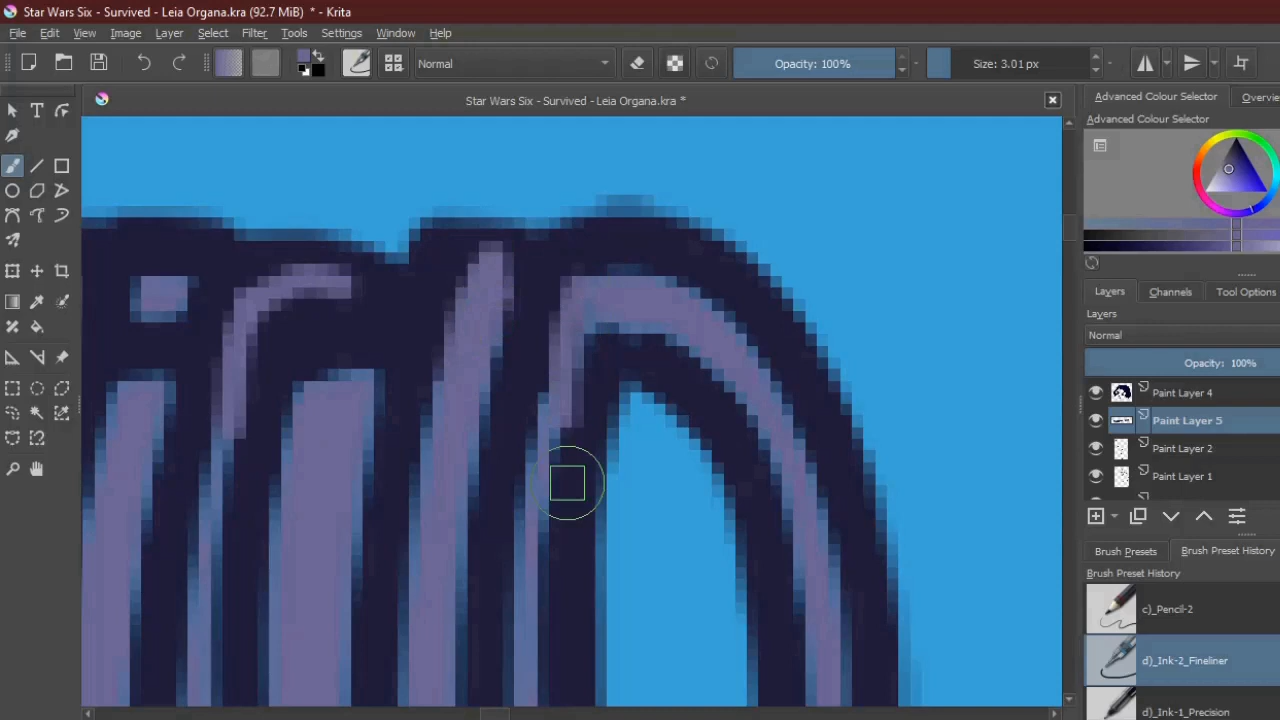 Star Wars Six - Survived - Leia Organa.kra (92.7 MiB) * - Krita
File Edit View Image Layer Select Filter Tools Settings Window Help
Normal Opacity: 100% Size: 3.01 px
Star Wars Six - Survived - Leia Organa.kra *
Advanced Colour Selector Overvie
Advanced Colour Selector
Layers Channels Tool Options
Layers
Normal
Opacity: 100%
Paint Layer 4
Paint Layer 5
Paint Layer 2
Paint Layer 1
Brush Presets Brush Preset History
Brush Preset History
c)_Pencil-2
d)_Ink-2_Fineliner
d)_Ink-1_Precision